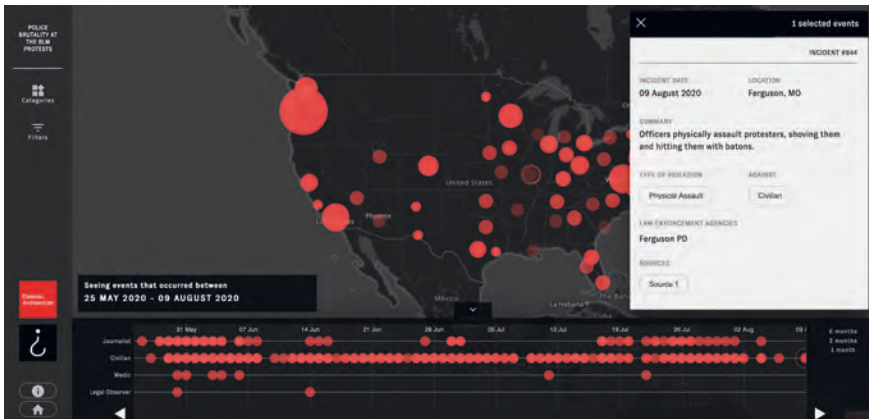 POLICE
BRUTALITY AT
THE BLM
PROTESTS
Categories
Filters
Forensic
Architecture
1 selected events
INCIDENT #844
INCIDENT DATE
09 August 2020
LOCATION
Ferguson, MO
SUMMARY
Officers physically assault protesters, shoving them
and hitting them with batons.
TYPE OF VIOLATION
Physical Assault
AGAINST
Civilian
LAW ENFORCEMENT AGENCIES
Ferguson PD
SOURCES
Source 1
United States
Phoenix
México
La Habana
Cuba
Seeing events that occurred between
25 MAY 2020 - 09 AUGUST 2020
31 May 07 Jun 14 Jun 21 Jun 28 Jun 05 Jul 12 Jul 19 Jul 26 Jul 02 Aug
Journalist
Civilian
Medic
Legal Observer
6 months
3 months
1 month